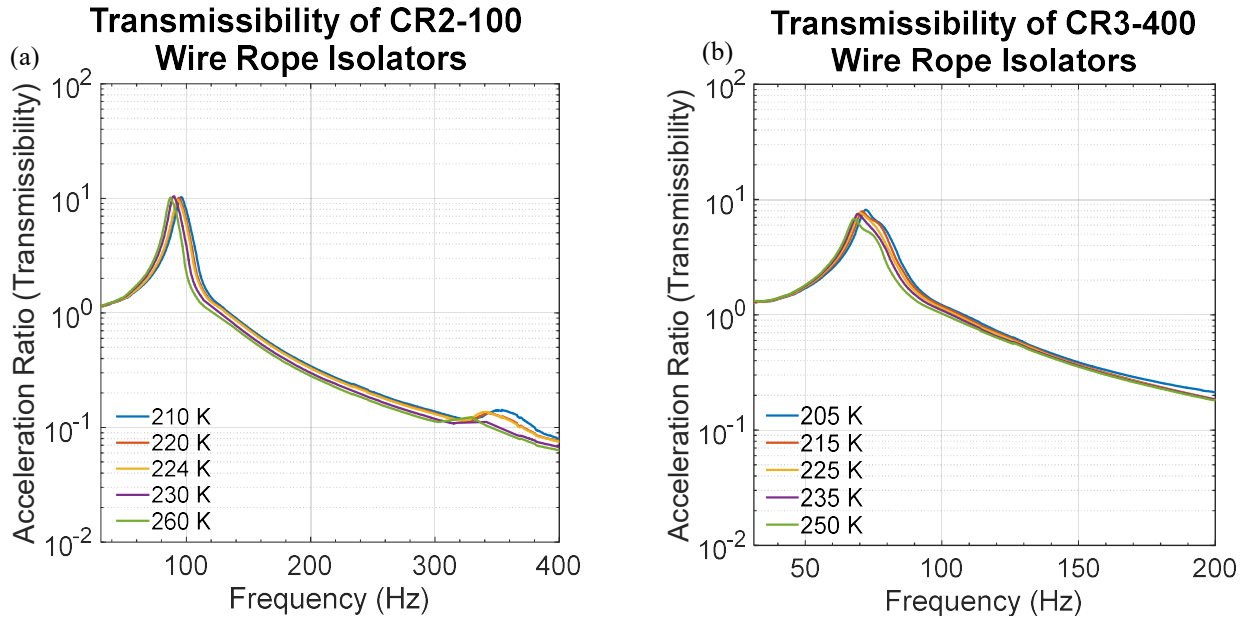 (a)
Transmissibility of CR2-100
Wire Rope Isolators
Acceleration Ratio (Transmissibility)
10^2
10^1
10^0
10^-1
10^-2
210 K
220 K
224 K
230 K
260 K
100 200 300 400
Frequency (Hz)
(b)
Transmissibility of CR3-400
Wire Rope Isolators
Acceleration Ratio (Transmissibility)
10^2
10^1
10^0
10^-1
10^-2
205 K
215 K
225 K
235 K
250 K
50 100 150 200
Frequency (Hz)